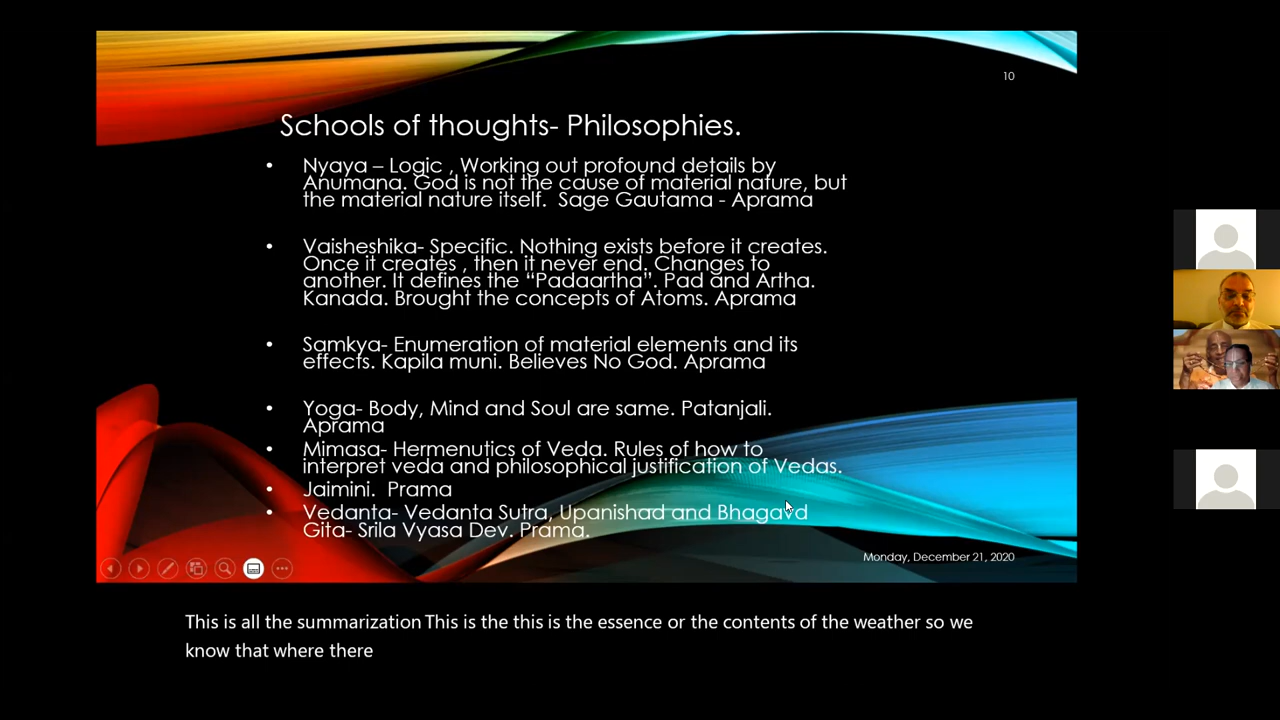 10
Schools of thoughts- Philosophies.
• Nyaya – Logic , Working out profound details by
Anumana. God is not the cause of material nature, but
the material nature itself.  Sage Gautama - Aprama
• Vaisheshika- Specific. Nothing exists before it creates.
Once it creates , then it never end. Changes to
another. It defines the “Padaartha”. Pad and Artha.
Kanada. Brought the concepts of Atoms. Aprama
• Samkya- Enumeration of material elements and its
effects. Kapila muni. Believes No God. Aprama
• Yoga- Body, Mind and Soul are same. Patanjali.
Aprama
• Mimasa- Hermenutics of Veda. Rules of how to
interpret veda and philosophical justification of Vedas.
• Jaimini.  Prama
• Vedanta- Vedanta Sutra, Upanishad and Bhagavd
Gita- Srila Vyasa Dev. Prama.
Monday, December 21, 2020
This is all the summarization This is the this is the essence or the contents of the weather so we
know that where there